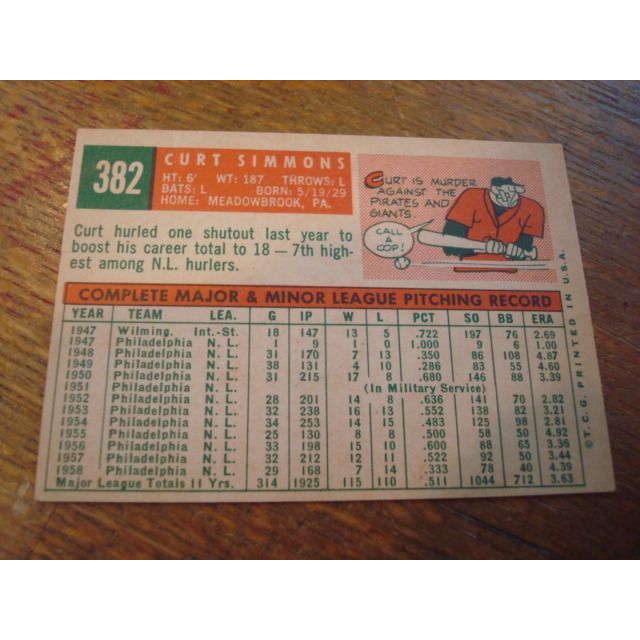 382
CURT SIMMONS
HT: 6' WT: 187 THROWS: L
BATS: L BORN: 5/19/29
HOME: MEADOWBROOK, PA.
Curt hurled one shutout last year to
boost his career total to 18 — 7th high-
est among N.L. hurlers.
CURT IS MURDER
AGAINST THE
PIRATES AND
GIANTS.
CALL
A
COP!
COMPLETE MAJOR & MINOR LEAGUE PITCHING RECORD
YEAR TEAM LEA. G IP W L PCT SO BB ERA
1947 Wilming. Int.-St. 18 147 13 5 .722 197 76 2.69
1947 Philadelphia N. L. 1 9 1 0 1.000 9 6 1.00
1948 Philadelphia N. L. 31 170 7 13 .350 86 108 4.87
1949 Philadelphia N. L. 38 131 4 10 .286 83 55 4.60
1950 Philadelphia N. L. 31 215 17 8 .680 146 88 3.39
1951 Philadelphia N. L. (In Military Service)
1952 Philadelphia N. L. 28 201 14 8 .636 141 70 2.82
1953 Philadelphia N. L. 32 238 16 13 .552 138 82 3.21
1954 Philadelphia N. L. 34 253 14 15 .483 125 98 2.81
1955 Philadelphia N. L. 25 130 8 8 .500 58 50 4.92
1956 Philadelphia N. L. 33 198 15 10 .600 88 65 3.36
1957 Philadelphia N. L. 32 212 12 11 .522 92 50 3.44
1958 Philadelphia N. L. 29 168 7 14 .333 78 40 4.39
Major League Totals 11 Yrs. 314 1925 115 110 .511 1044 712 3.63
© T. C. G. PRINTED IN U.S.A.